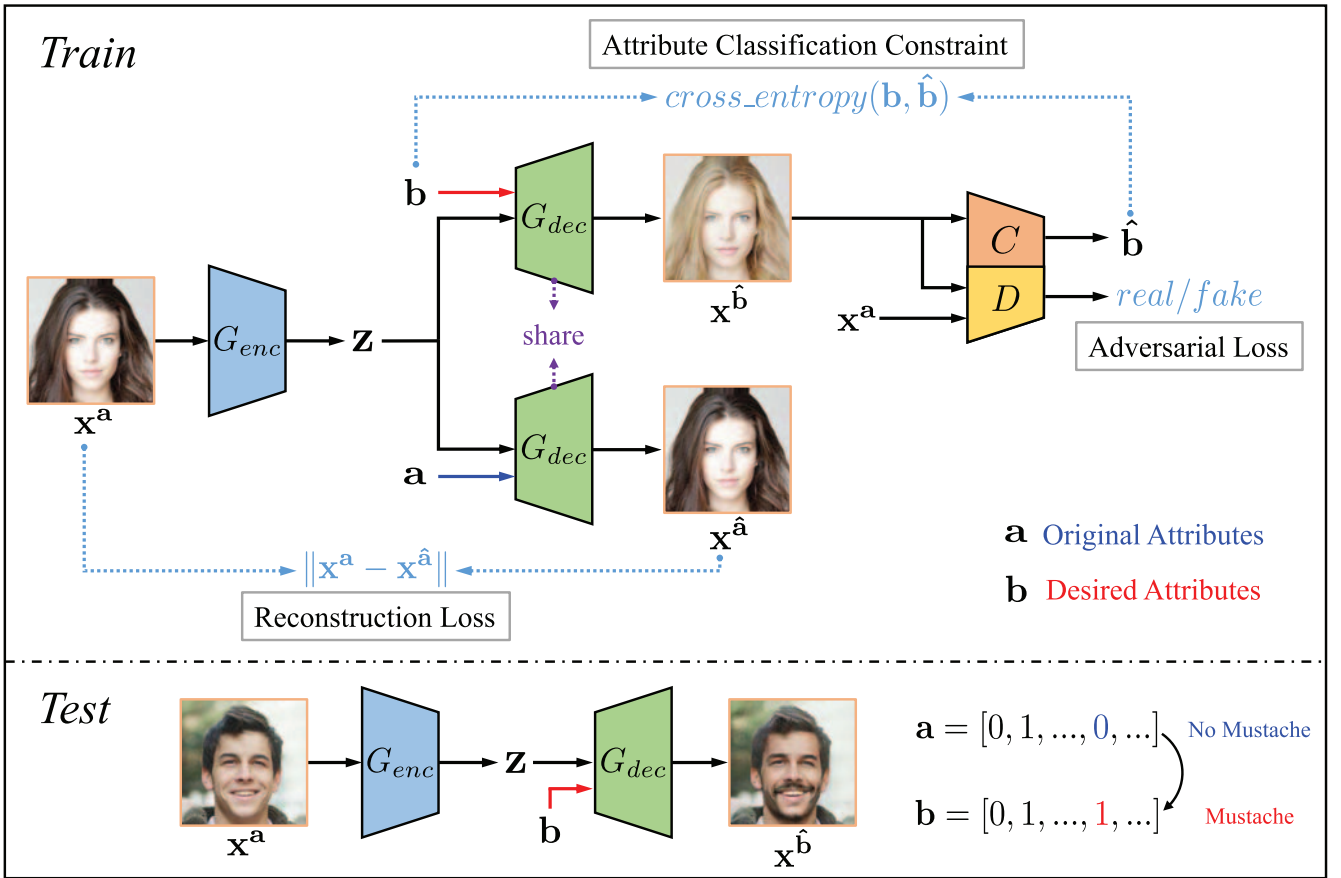 Train
Attribute Classification Constraint
cross_entropy(b, b̂)
b
G_dec
x^b̂
C
b̂
D
real/fake
x^a
Adversarial Loss
share
G_enc
z
x^a
G_dec
a
x^â
‖x^a − x^â‖
Reconstruction Loss
a Original Attributes
b Desired Attributes
Test
x^a
G_enc
z
b
G_dec
x^b̂
a = [0, 1, ..., 0, ...] No Mustache
b = [0, 1, ..., 1, ...] Mustache